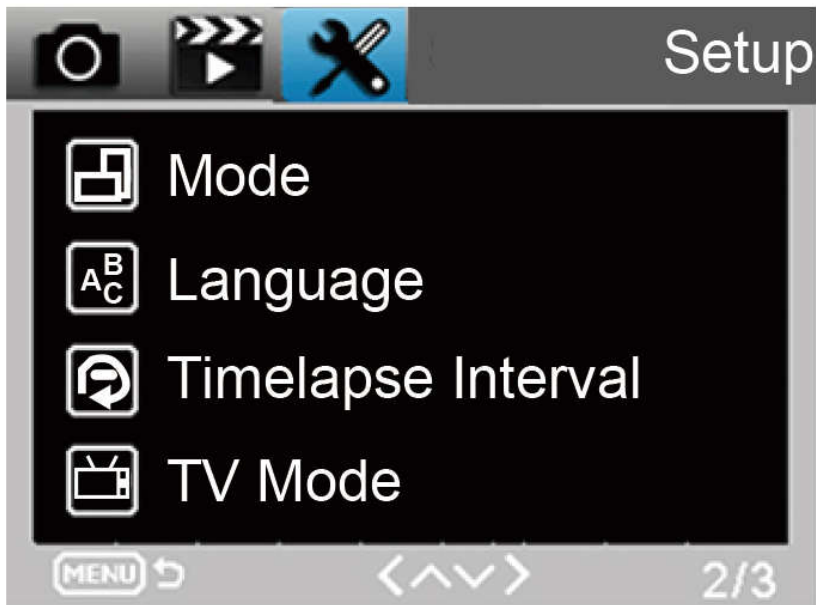 Setup
Mode
A B C Language
Timelapse Interval
TV Mode
MENU 2/3